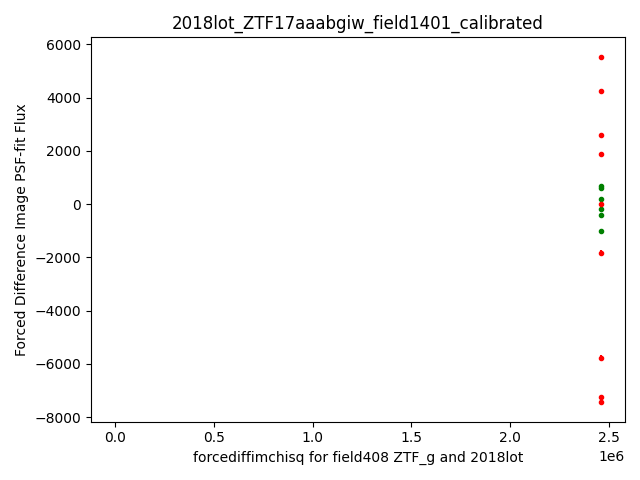 2018lot_ZTF17aaabgiw_field1401_calibrated
Forced Difference Image PSF-fit Flux
6000
4000
2000
0
−2000
−4000
−6000
−8000
0.0 0.5 1.0 1.5 2.0 2.5
1e6
forcediffimchisq for field408 ZTF_g and 2018lot